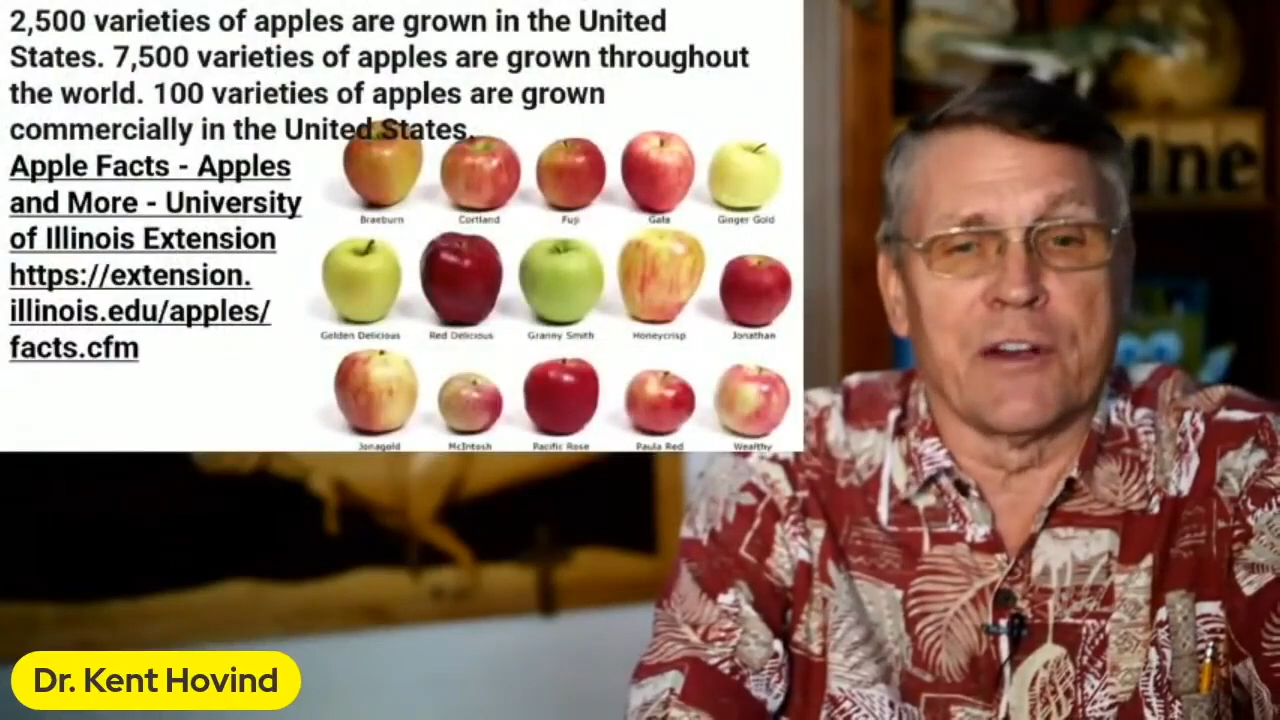 2,500 varieties of apples are grown in the United
States. 7,500 varieties of apples are grown throughout
the world. 100 varieties of apples are grown
commercially in the United States.
Apple Facts - Apples
and More - University
of Illinois Extension
https://extension.
illinois.edu/apples/
facts.cfm
Braeburn Cortland Fuji Gala Ginger Gold
Golden Delicious Red Delicious Granny Smith Honeycrisp Jonathan
Jonagold McIntosh Pacific Rose Paula Red Wealthy
ine
Dr. Kent Hovind